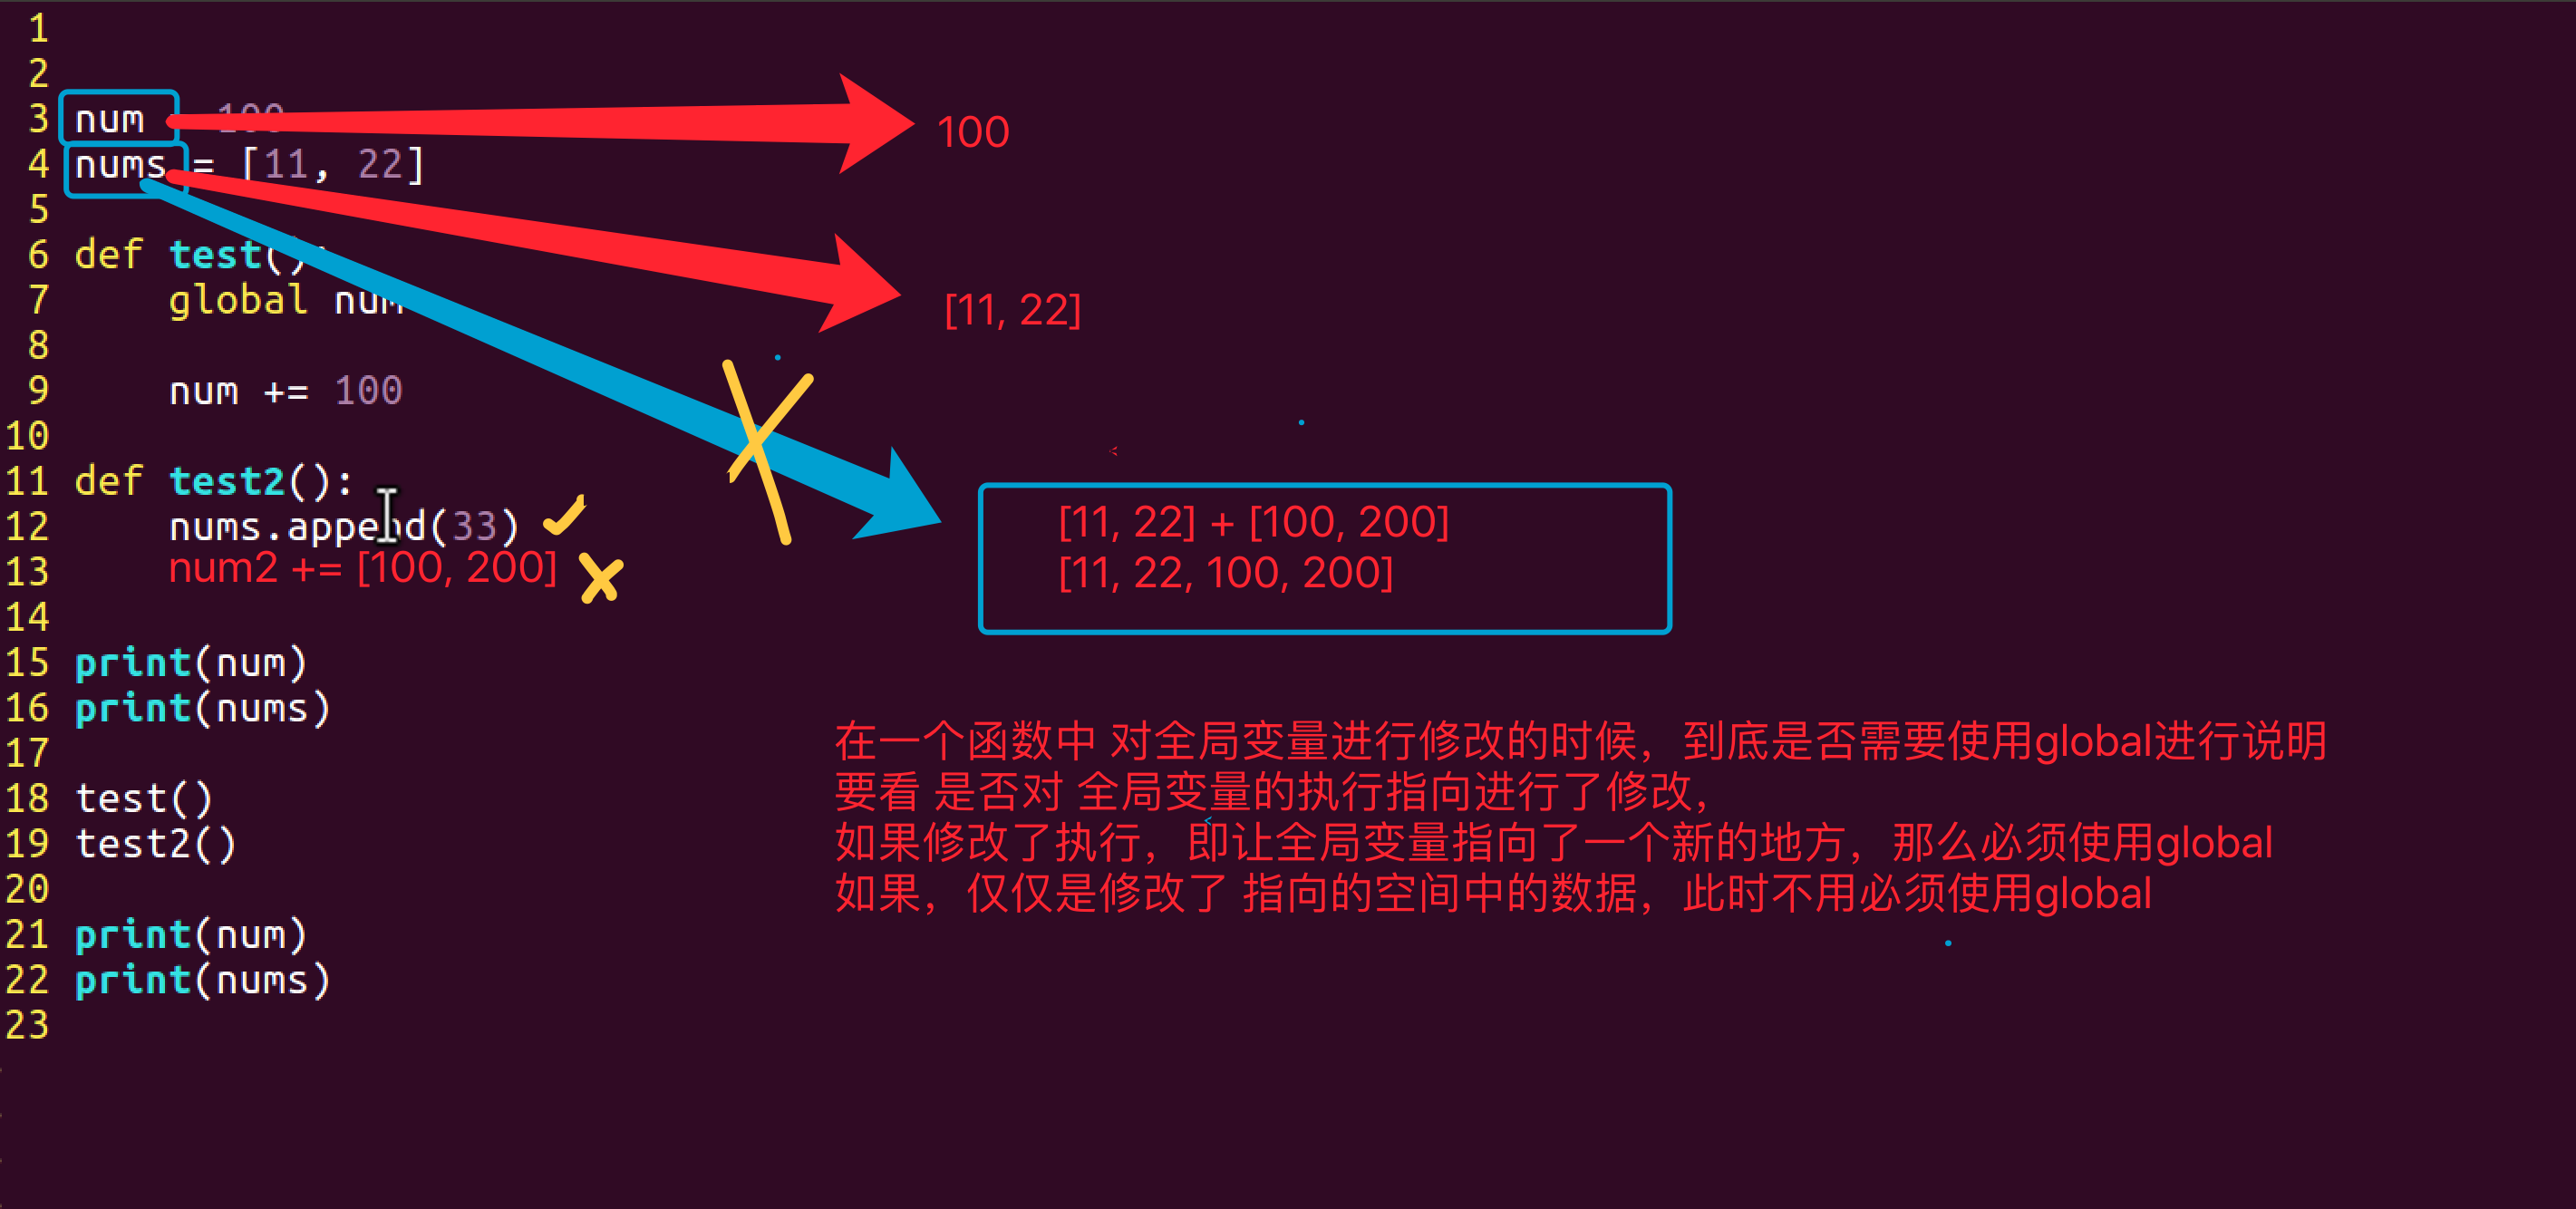 1
2
3 num = 100
100
4 nums = [11, 22]
5
6 def test():
7 global num
[11, 22]
8
9 num += 100
10
11 def test2():
12 nums.append(33)
13 num2 += [100, 200]
[11, 22] + [100, 200]
[11, 22, 100, 200]
14
15 print(num)
16 print(nums)
17
18 test()
19 test2()
20
21 print(num)
22 print(nums)
23
在一个函数中 对全局变量进行修改的时候，到底是否需要使用global进行说明
要看 是否对 全局变量的执行指向进行了修改，
如果修改了执行，即让全局变量指向了一个新的地方，那么必须使用global
如果，仅仅是修改了 指向的空间中的数据，此时不用必须使用global